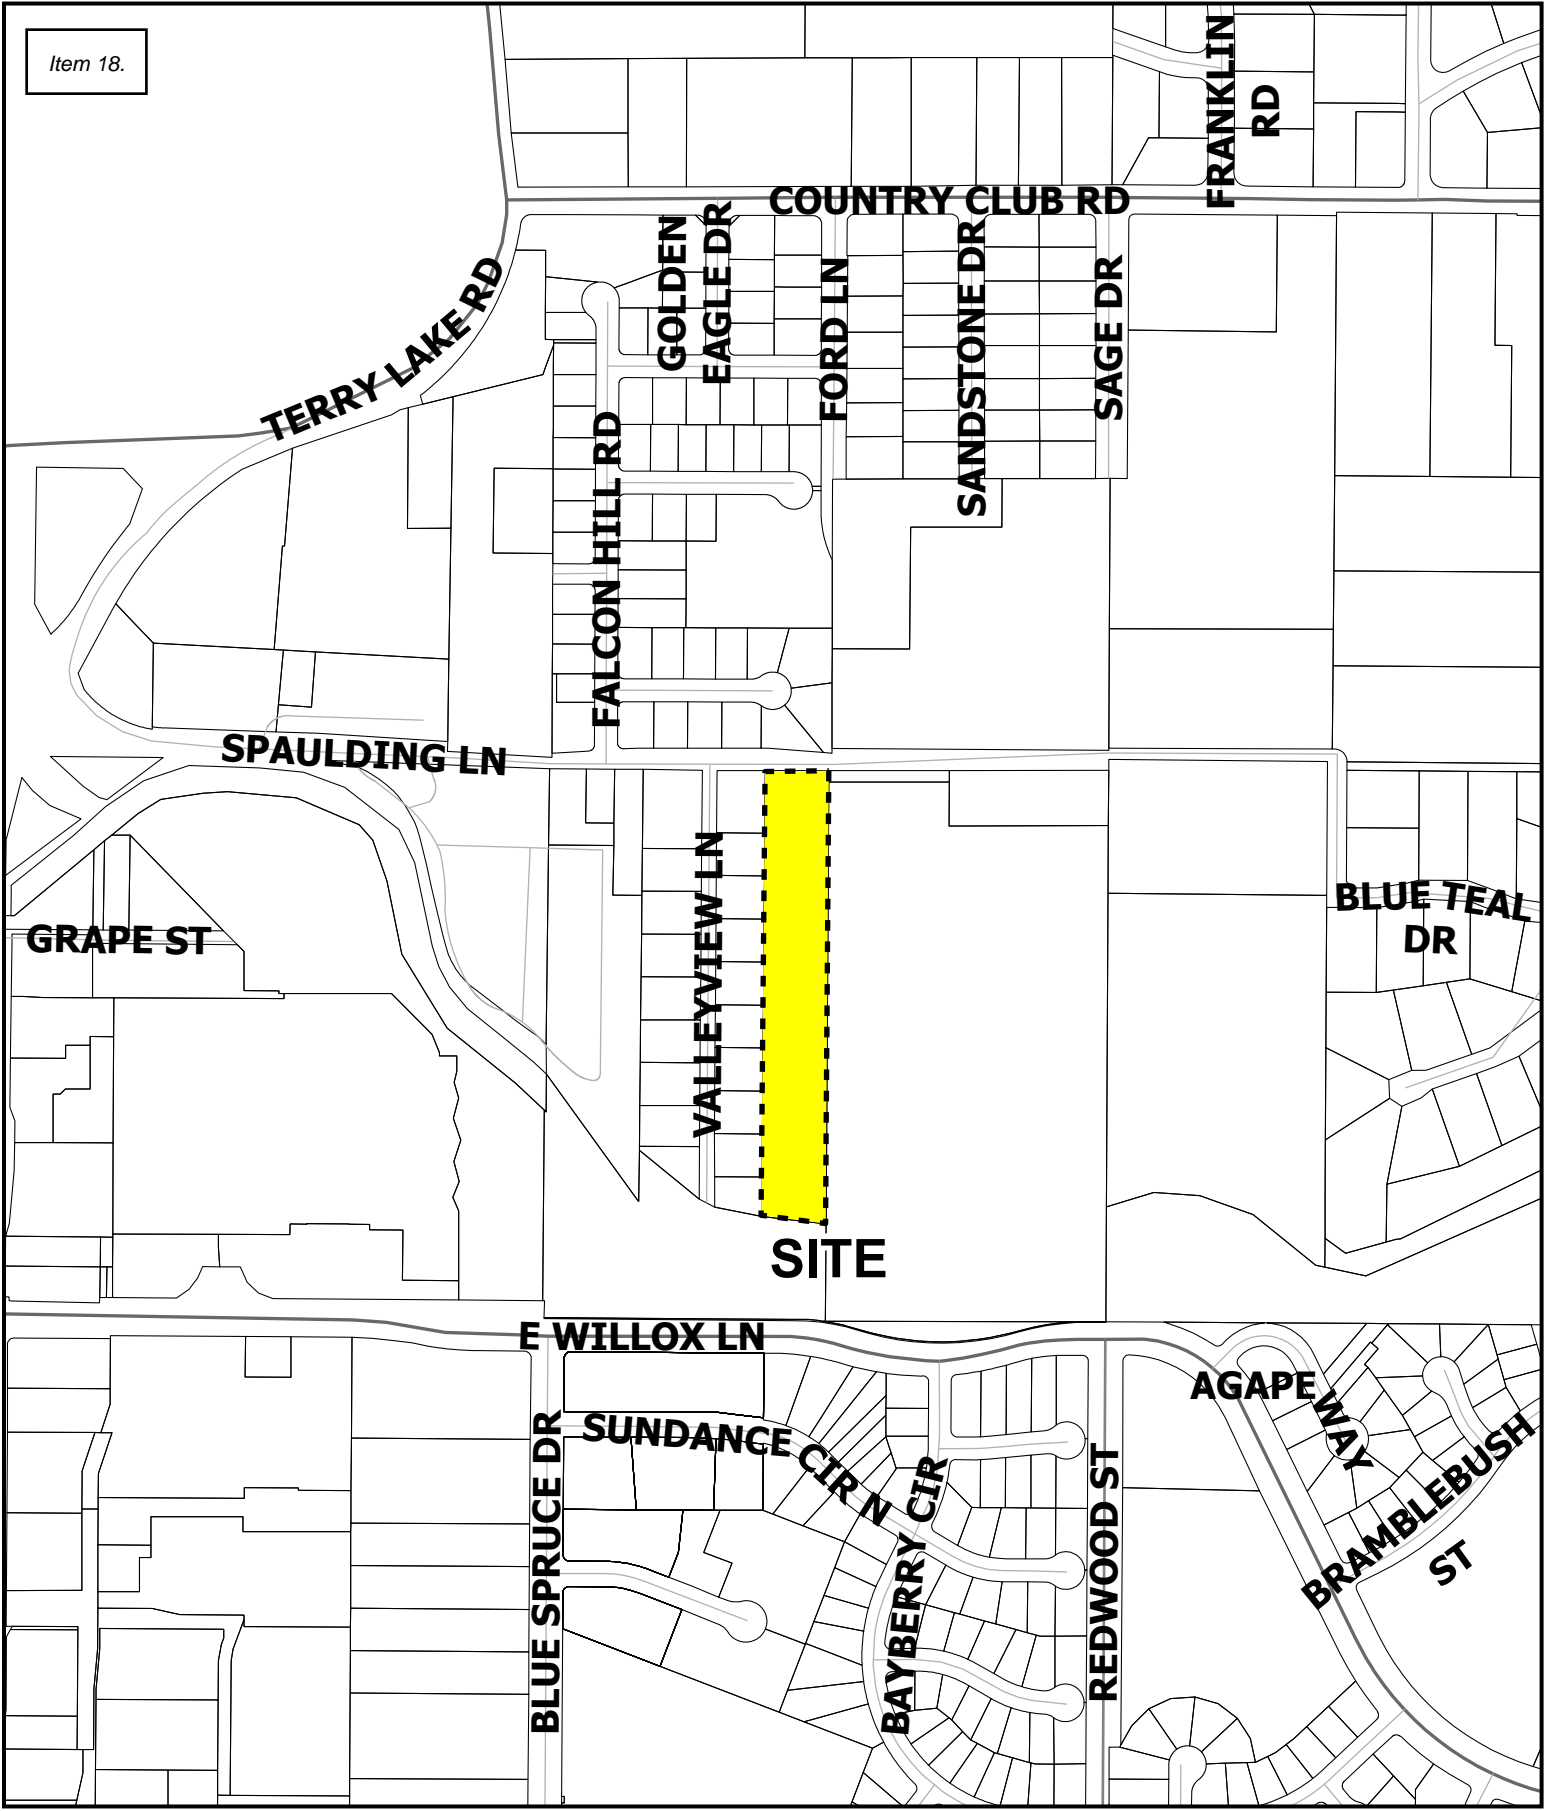 Item 18.
FRANKLIN
RD
COUNTRY CLUB RD
GOLDEN
EAGLE DR
FORD LN
SANDSTONE DR
SAGE DR
TERRY LAKE RD
FALCON HILL RD
SPAULDING LN
VALLEYVIEW LN
BLUE TEAL
DR
GRAPE ST
SITE
E WILLOX LN
AGAPE WAY
SUNDANCE CIR N
BLUE SPRUCE DR
BAYBERRY CIR
REDWOOD ST
BRAMBLEBUSH
ST